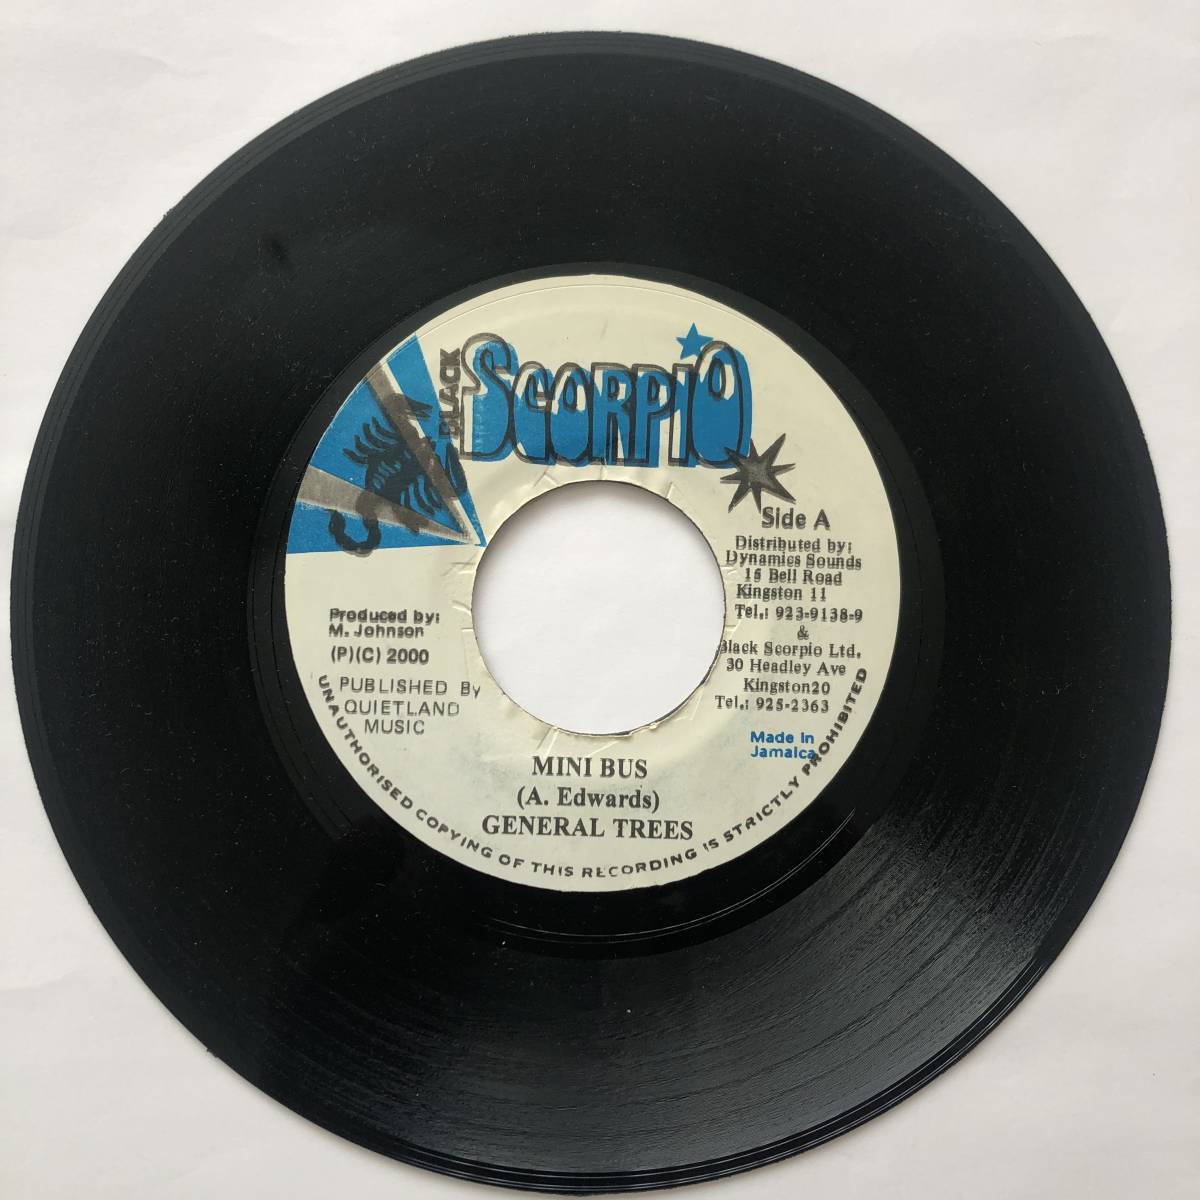 BLACK
SCORPIO
Side A
Distributed by:
Dynamics Sounds
15 Bell Road
Kingston 11
Tel.: 923-9138-9
&
Black Scorpio Ltd.
30 Headley Ave
Kingston20
Tel.: 925-2363
Made In
Jamaica
Produced by:
M. Johnson
(P)(C) 2000
PUBLISHED BY
QUIETLAND
MUSIC
MINI BUS
(A. Edwards)
GENERAL TREES
UNAUTHORISED COPYING OF THIS RECORDING IS STRICTLY PROHIBITED